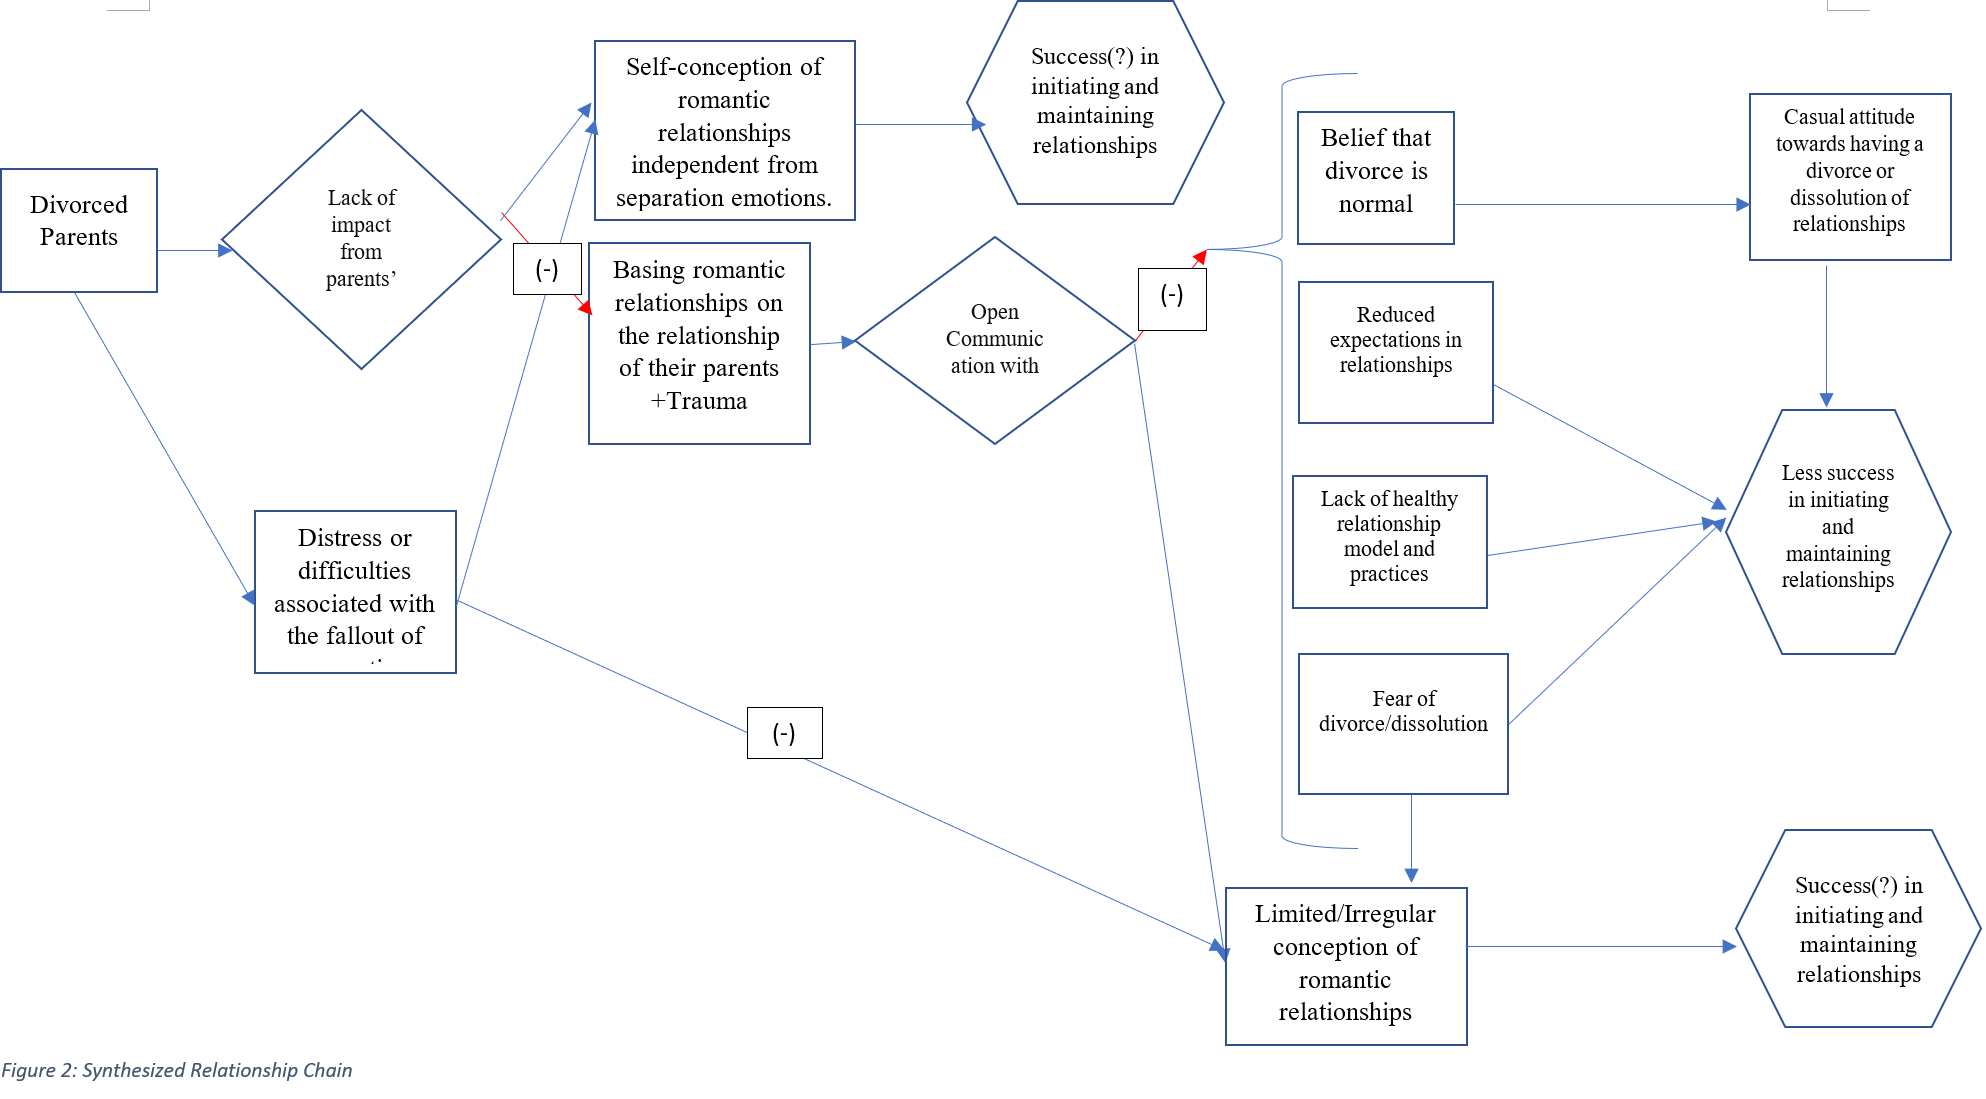 Divorced
Parents
Lack of
impact
from
parents’
Self-conception of
romantic
relationships
independent from
separation emotions.
Success(?) in
initiating and
maintaining
relationships
(-)
Basing romantic
relationships on
the relationship
of their parents
+Trauma
Open
Communic
ation with
(-)
Belief that
divorce is
normal
Casual attitude
towards having a
divorce or
dissolution of
relationships
Reduced
expectations in
relationships
Lack of healthy
relationship
model and
practices
Less success
in initiating
and
maintaining
relationships
Fear of
divorce/dissolution
Distress or
difficulties
associated with
the fallout of
(-)
Limited/Irregular
conception of
romantic
relationships
Success(?) in
initiating and
maintaining
relationships
Figure 2: Synthesized Relationship Chain